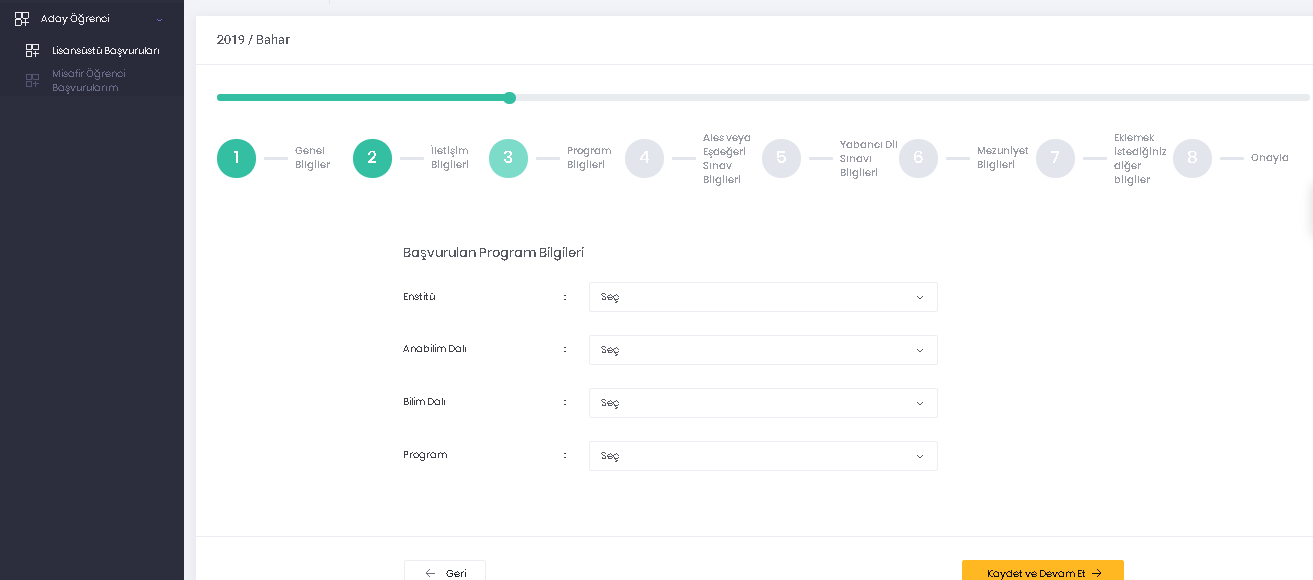 Aday Öğrenci
Lisansüstü Başvuruları
Misafir Öğrenci
Başvurularım
2019 / Bahar
1
Genel
Bilgiler
2
İletişim
Bilgileri
3
Program
Bilgileri
4
Ales veya
Eşdeğeri
Sınav
Bilgileri
5
Yabancı Dil
Sınavı
Bilgileri
6
Mezuniyet
Bilgileri
7
Eklemek
İstediğiniz
diğer
bilgiler
8
Onayla
Başvurulan Program Bilgileri
Enstitü : Seç
Anabilim Dalı : Seç
Bilim Dalı : Seç
Program : Seç
← Geri
Kaydet ve Devam Et →